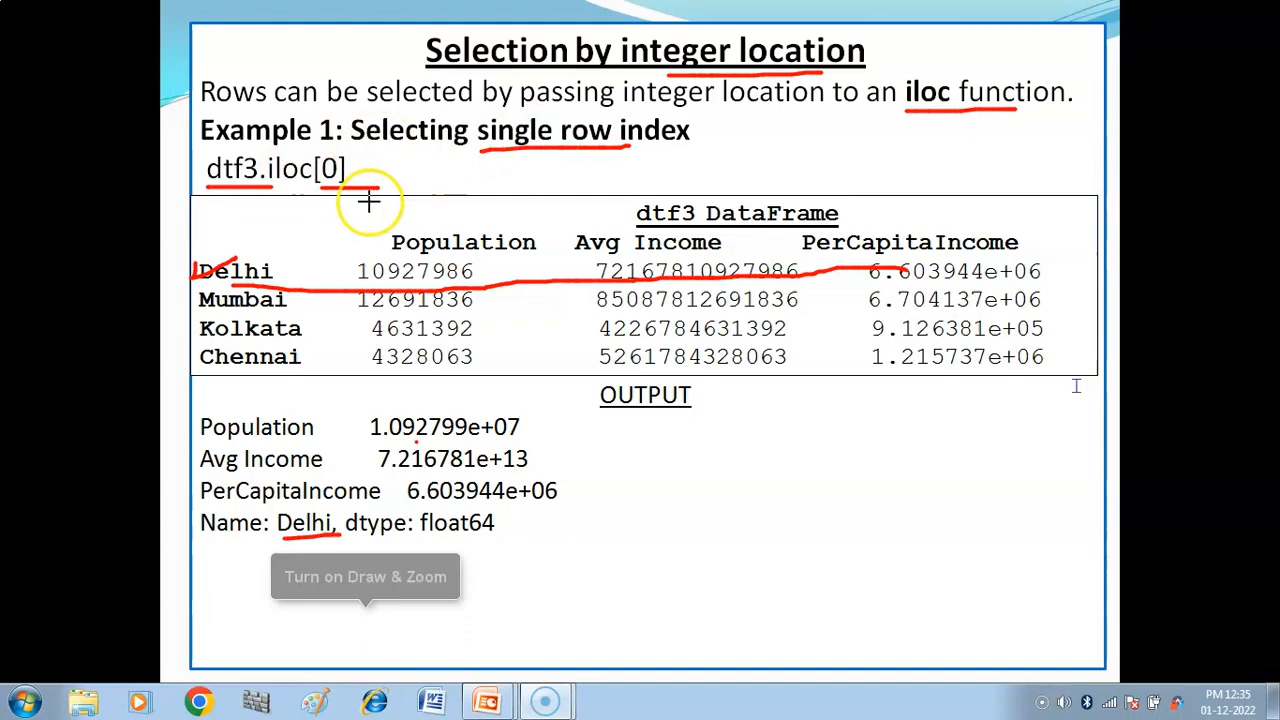 Selection by integer location
Rows can be selected by passing integer location to an iloc function.
Example 1: Selecting single row index
dtf3.iloc[0]
dtf3 DataFrame
Population Avg Income PerCapitaIncome
Delhi 10927986 72167810927986 6.603944e+06
Mumbai 12691836 85087812691836 6.704137e+06
Kolkata 4631392 4226784631392 9.126381e+05
Chennai 4328063 5261784328063 1.215737e+06
OUTPUT
Population 1.092799e+07
Avg Income 7.216781e+13
PerCapitaIncome 6.603944e+06
Name: Delhi, dtype: float64
Turn on Draw & Zoom
PM 12:35
01-12-2022